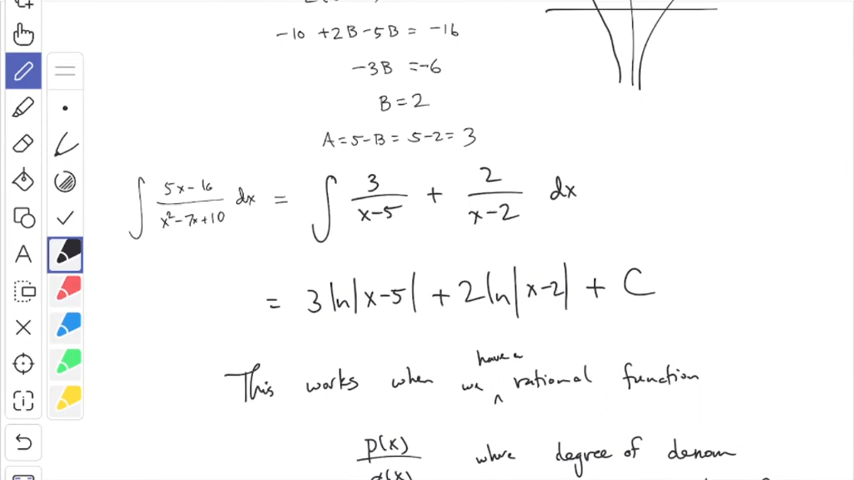 -10 + 2B - 5B = -16
-3B = -6
B = 2
A = 5 - B = 5 - 2 = 3
∫ (5x - 16)/(x² - 7x + 10) dx = ∫ 3/(x-5) + 2/(x-2) dx
= 3 ln|x-5| + 2 ln|x-2| + C
This works when we have a rational function
p(x) where degree of denom
A